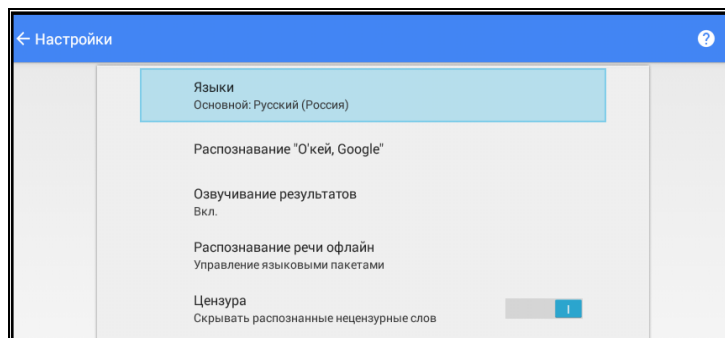 Настройки
Языки
Основной: Русский (Россия)
Распознавание "О'кей, Google"
Озвучивание результатов
Вкл.
Распознавание речи офлайн
Управление языковыми пакетами
Цензура
Скрывать распознанные нецензурные слов